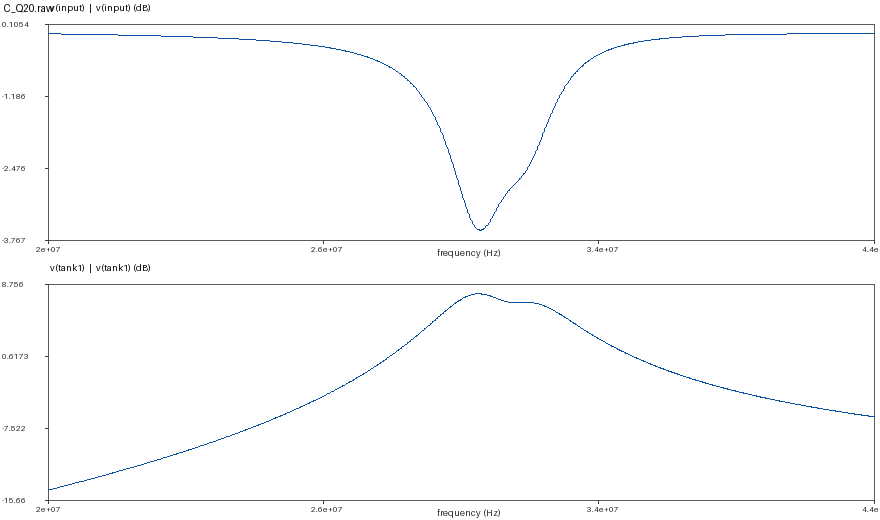 C_Q20.raw v(input) | v(input) (dB)
0.1054
-1.186
-2.476
-3.767
2e+07 2.6e+07 3.4e+07 4.4e
frequency (Hz)
v(tank1) | v(tank1) (dB)
8.756
0.6173
-7.522
-15.66
2e+07 2.6e+07 3.4e+07 4.4e
frequency (Hz)